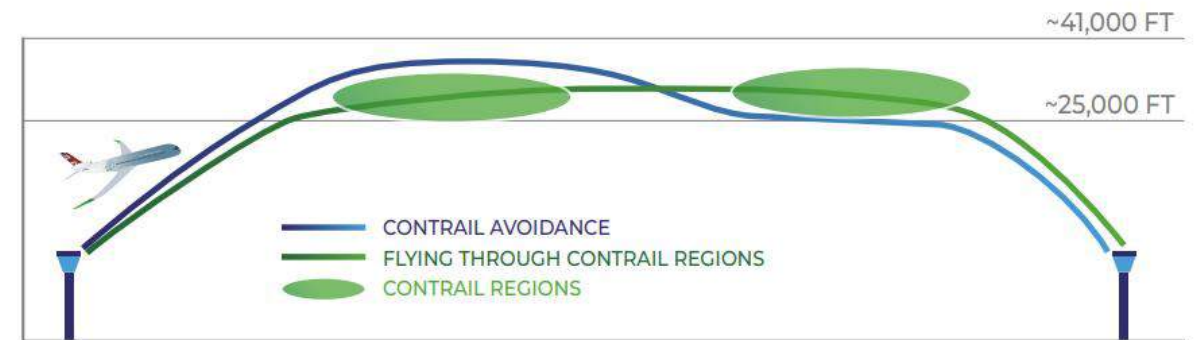 ~41,000 FT
~25,000 FT
CONTRAIL AVOIDANCE
FLYING THROUGH CONTRAIL REGIONS
CONTRAIL REGIONS